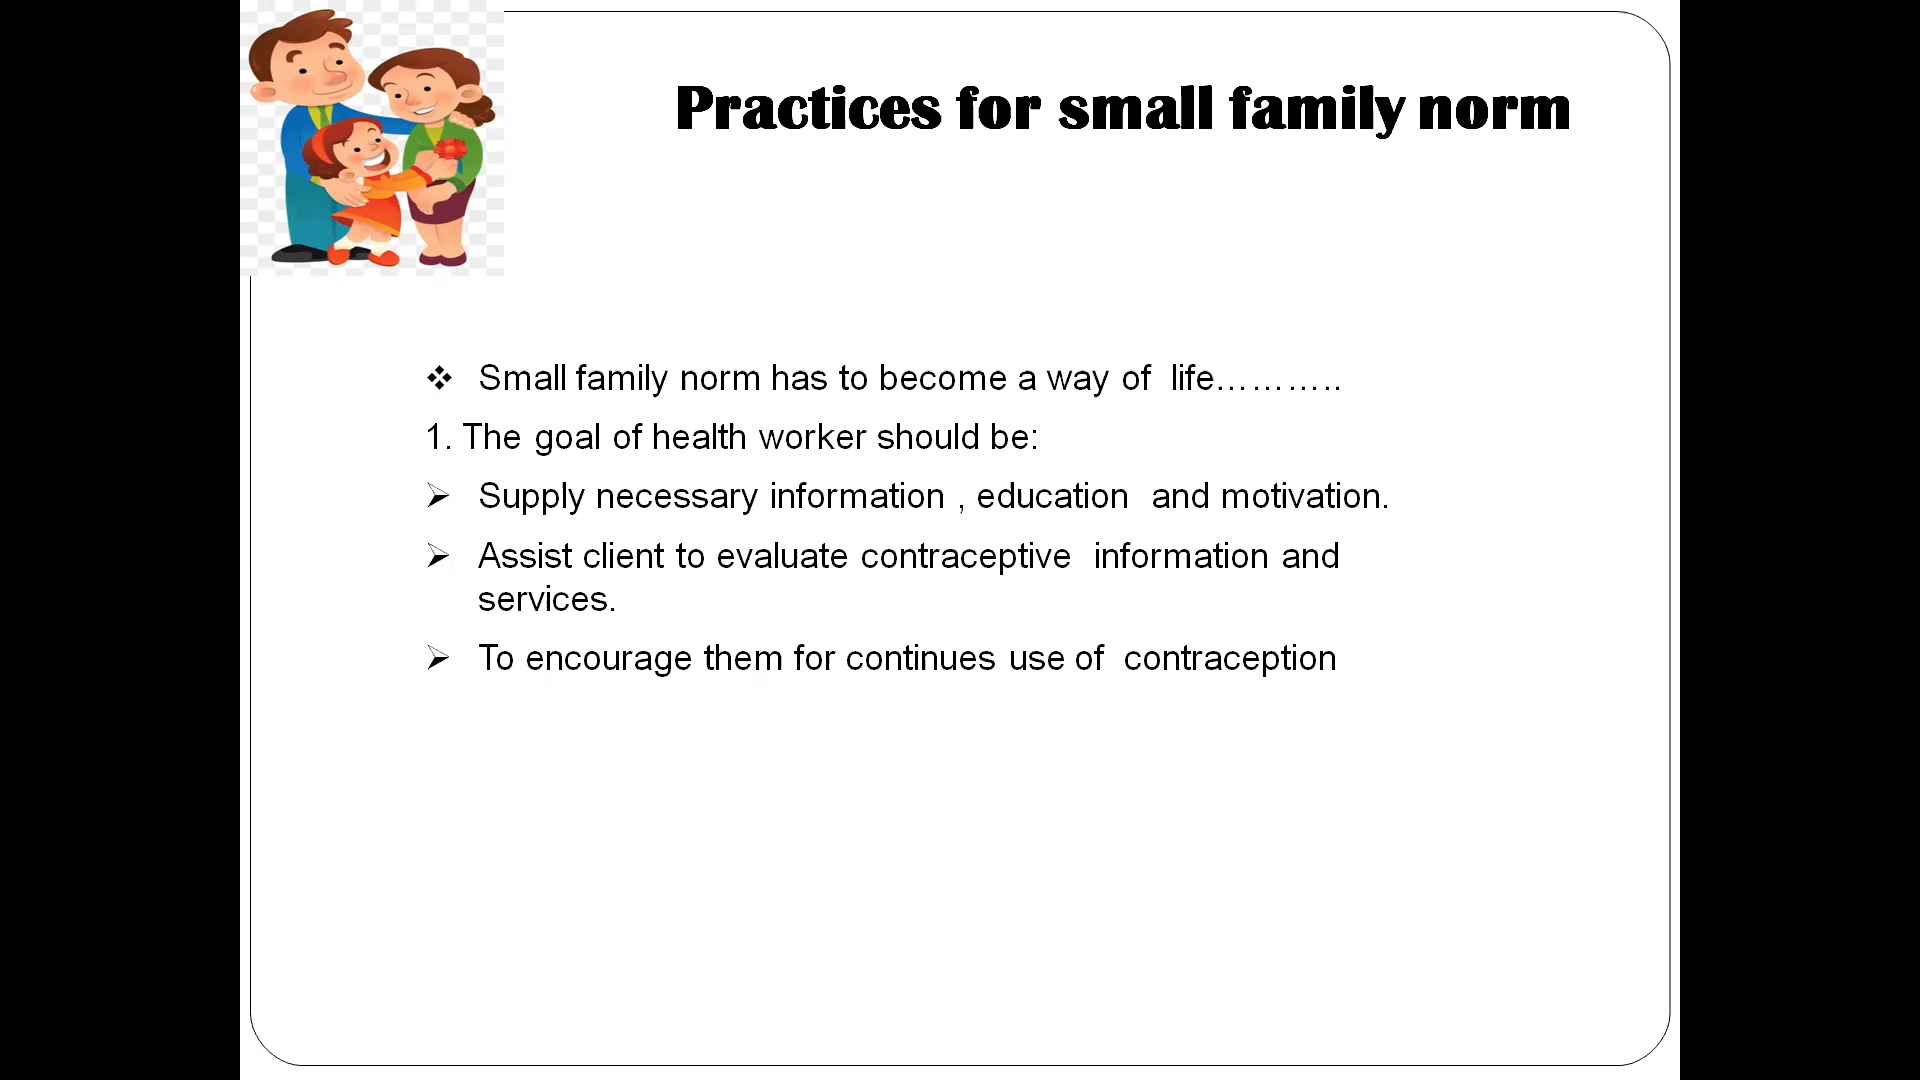 Practices for small family norm
❖ Small family norm has to become a way of life………..
1. The goal of health worker should be:
➢ Supply necessary information , education and motivation.
➢ Assist client to evaluate contraceptive information and
services.
➢ To encourage them for continues use of contraception